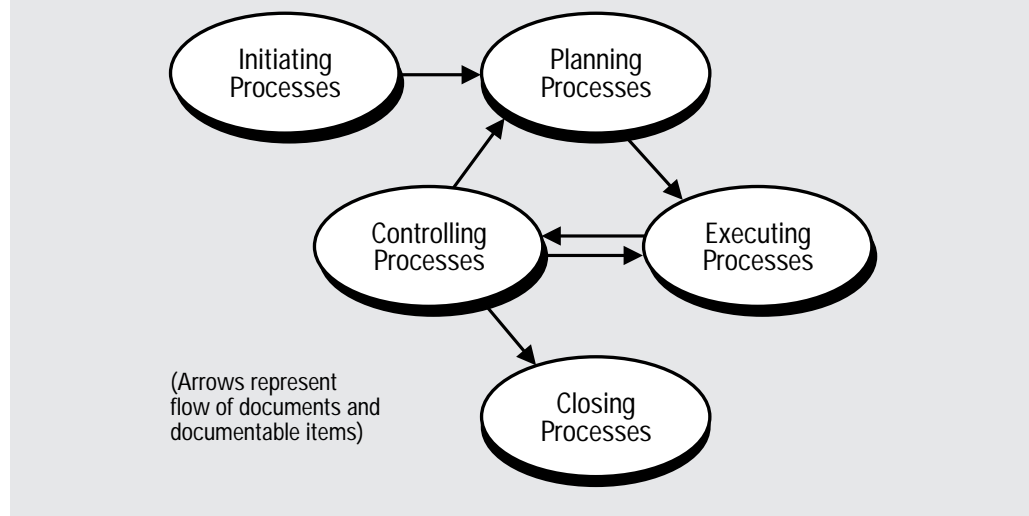 Initiating
Processes
Planning
Processes
Controlling
Processes
Executing
Processes
(Arrows represent
flow of documents and
documentable items)
Closing
Processes